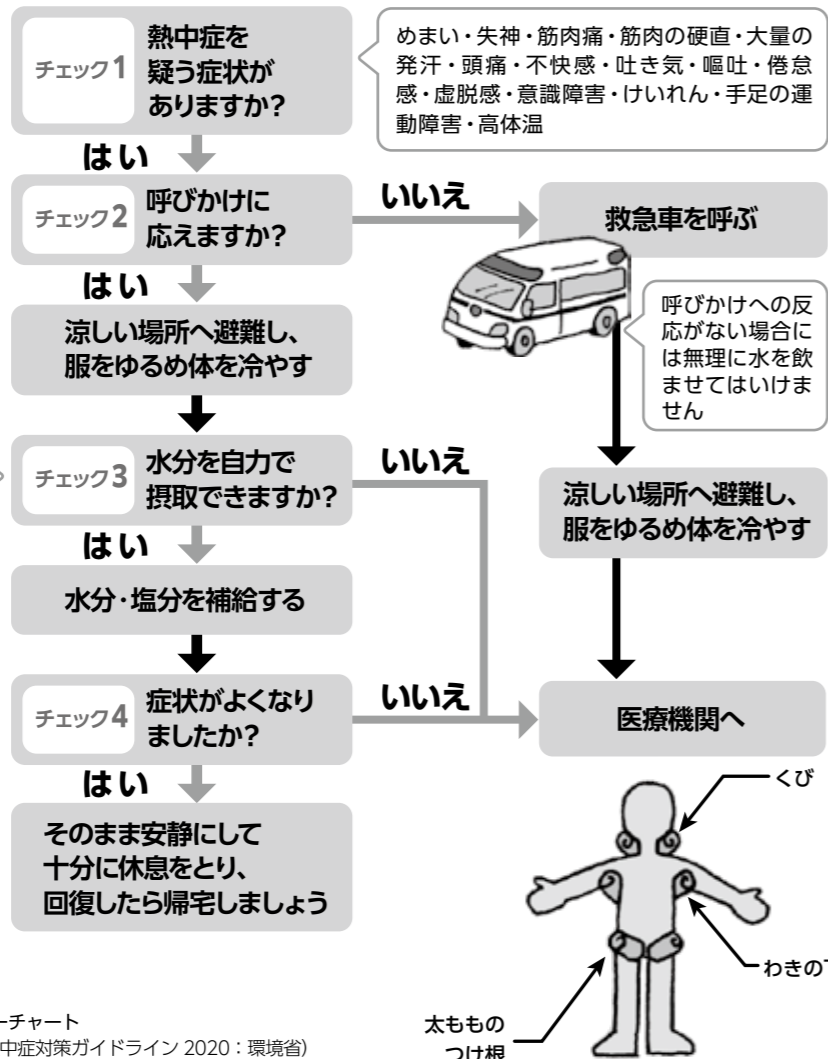 チェック1
熱中症を
疑う症状が
ありますか?
めまい・失神・筋肉痛・筋肉の硬直・大量の
発汗・頭痛・不快感・吐き気・嘔吐・倦怠
感・虚脱感・意識障害・けいれん・手足の運
動障害・高体温
はい
チェック2
呼びかけに
応えますか?
いいえ
救急車を呼ぶ
はい
呼びかけへの反
応がない場合に
は無理に水を飲
ませてはいけま
せん
涼しい場所へ避難し、
服をゆるめ体を冷やす
チェック3
水分を自力で
摂取できますか?
いいえ
涼しい場所へ避難し、
服をゆるめ体を冷やす
はい
水分・塩分を補給する
チェック4
症状がよくなり
ましたか?
いいえ
医療機関へ
はい
そのまま安静にして
十分に休息をとり、
回復したら帰宅しましょう
くび
わきの
太ももの
つけ根
ーチャート
中症対策ガイドライン 2020:環境省)